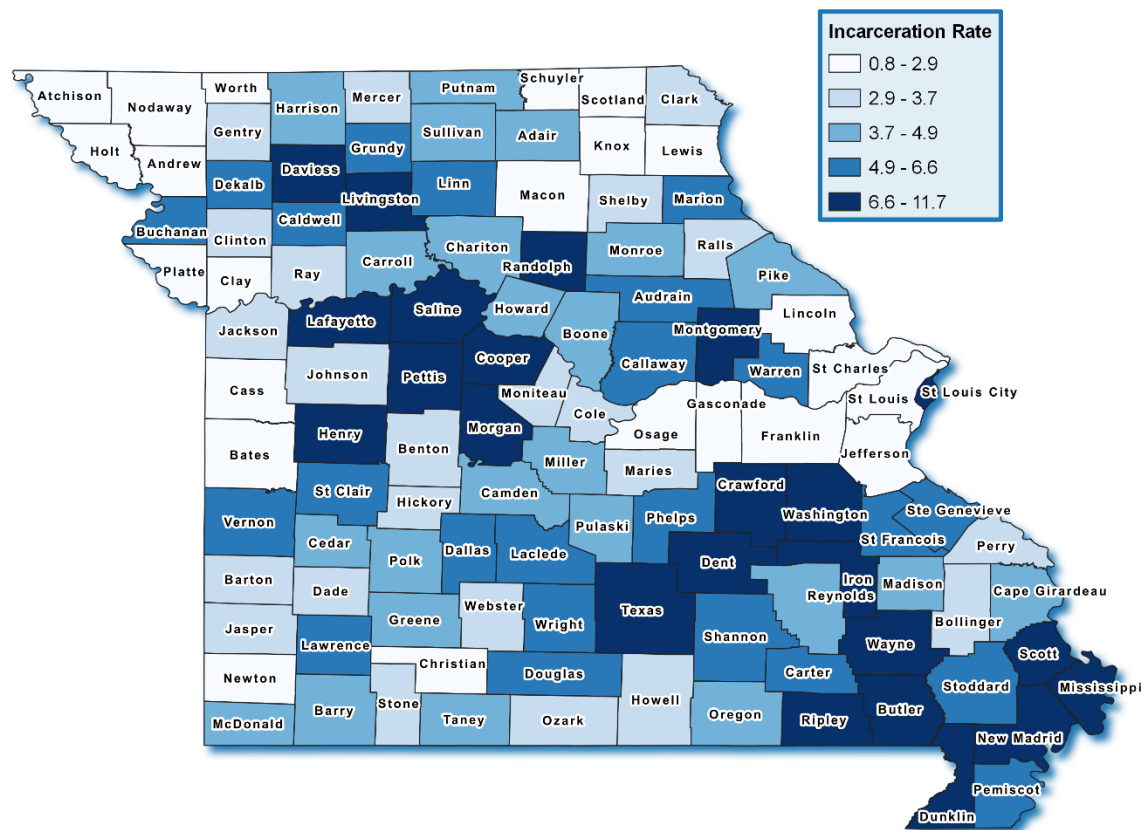 Incarceration Rate
0.8 - 2.9
2.9 - 3.7
3.7 - 4.9
4.9 - 6.6
6.6 - 11.7
Atchison
Nodaway
Worth
Harrison
Mercer
Putnam
Schuyler
Scotland
Clark
Gentry
Sullivan
Adair
Knox
Lewis
Holt
Andrew
Grundy
Dekalb
Daviess
Livingston
Linn
Macon
Shelby
Marion
Buchanan
Clinton
Caldwell
Chariton
Randolph
Monroe
Ralls
Pike
Platte
Clay
Ray
Carroll
Audrain
Lincoln
Jackson
Lafayette
Saline
Howard
Boone
Callaway
Montgomery
Warren
St Charles
Cass
Johnson
Pettis
Cooper
Moniteau
Cole
Gasconade
St Louis
St Louis City
Osage
Franklin
Jefferson
Bates
Henry
Benton
Morgan
Miller
Maries
Crawford
Washington
St Clair
Hickory
Camden
Pulaski
Phelps
Ste Genevieve
St Francois
Vernon
Cedar
Polk
Dallas
Laclede
Dent
Iron
Reynolds
Madison
Perry
Cape Girardeau
Barton
Dade
Greene
Webster
Wright
Texas
Shannon
Wayne
Bollinger
Jasper
Lawrence
Christian
Douglas
Carter
Stoddard
Scott
Mississippi
Newton
Stone
Howell
McDonald
Barry
Taney
Ozark
Oregon
Ripley
Butler
New Madrid
Dunklin
Pemiscot